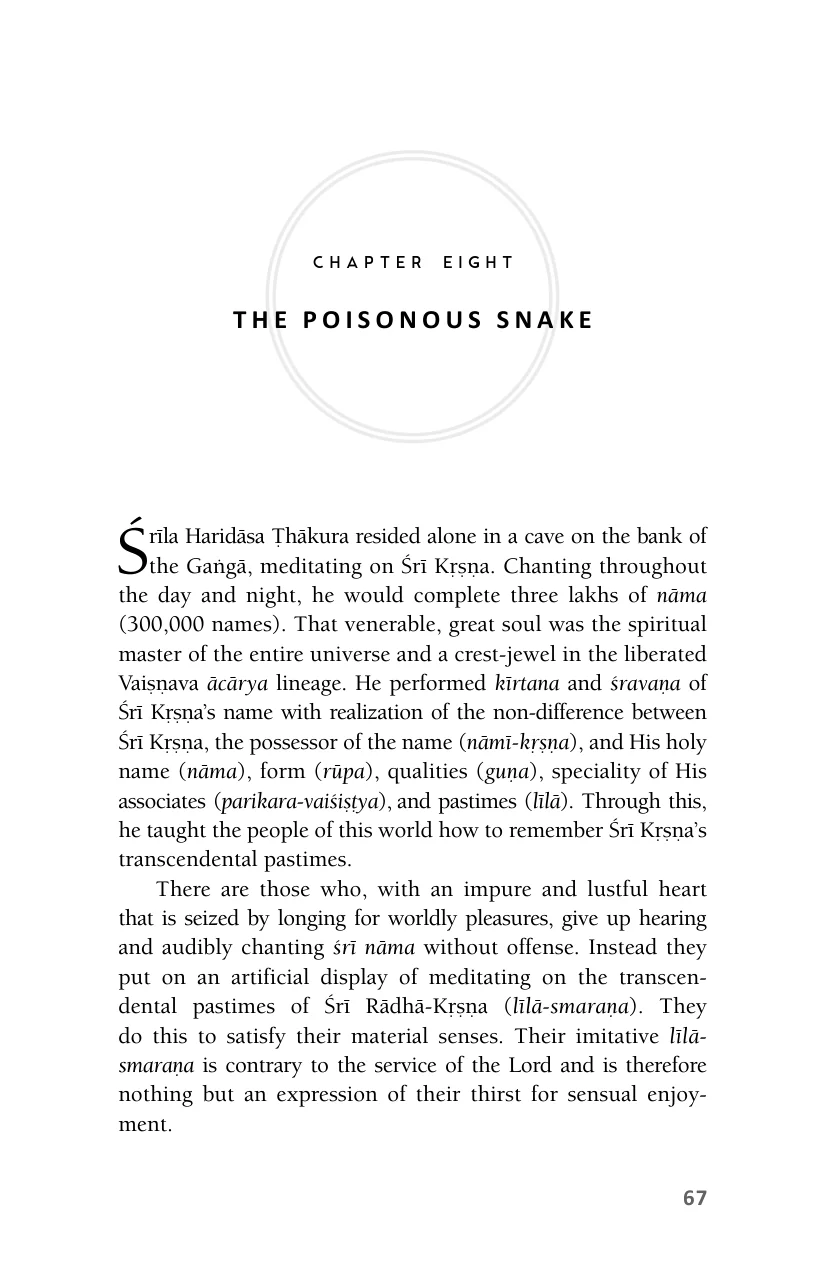 CHAPTER EIGHT
THE POISONOUS SNAKE
Śrīla Haridāsa Ṭhākura resided alone in a cave on the bank of
the Gaṅgā, meditating on Śrī Kṛṣṇa. Chanting throughout
the day and night, he would complete three lakhs of nāma
(300,000 names). That venerable, great soul was the spiritual
master of the entire universe and a crest-jewel in the liberated
Vaiṣṇava ācārya lineage. He performed kīrtana and śravaṇa of
Śrī Kṛṣṇa’s name with realization of the non-difference between
Śrī Kṛṣṇa, the possessor of the name (nāmī-kṛṣṇa), and His holy
name (nāma), form (rūpa), qualities (guṇa), speciality of His
associates (parikara-vaiśiṣṭya), and pastimes (līlā). Through this,
he taught the people of this world how to remember Śrī Kṛṣṇa’s
transcendental pastimes.
There are those who, with an impure and lustful heart
that is seized by longing for worldly pleasures, give up hearing
and audibly chanting śrī nāma without offense. Instead they
put on an artificial display of meditating on the transcen-
dental pastimes of Śrī Rādhā-Kṛṣṇa (līlā-smaraṇa). They
do this to satisfy their material senses. Their imitative līlā-
smaraṇa is contrary to the service of the Lord and is therefore
nothing but an expression of their thirst for sensual enjoy-
ment.
67